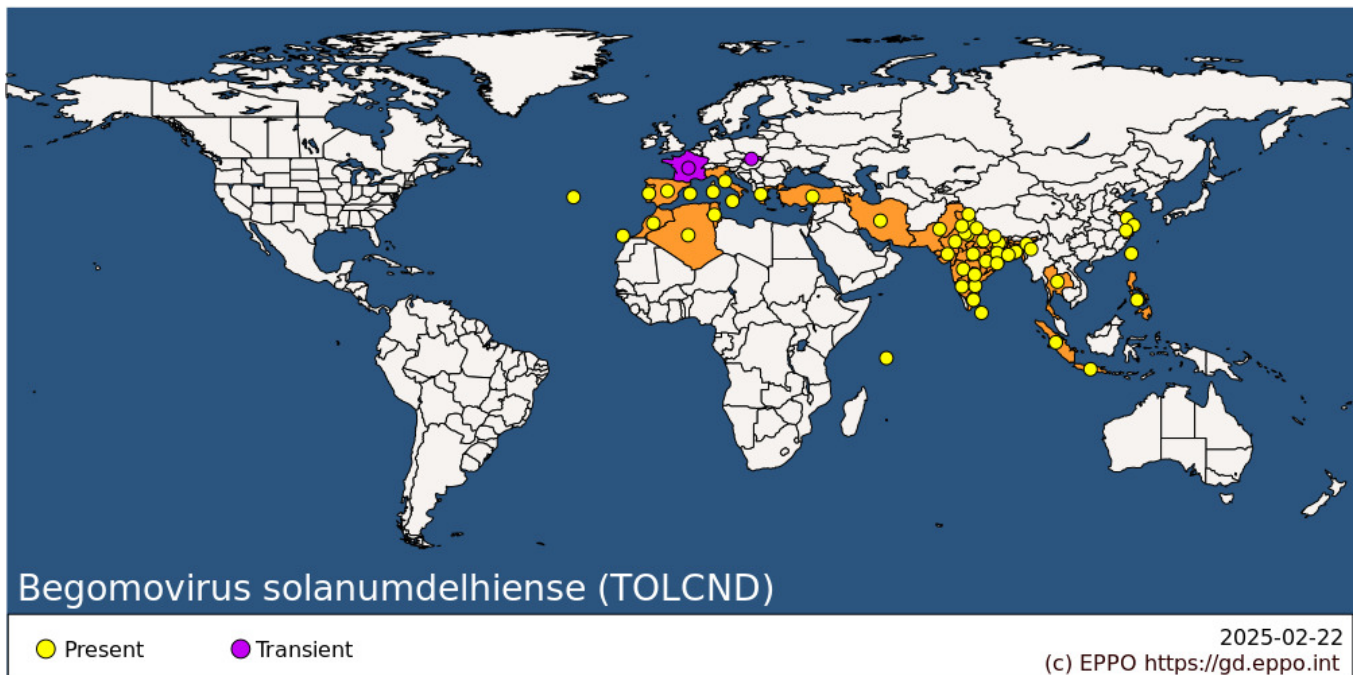 Begomovirus solanumdelhiense (TOLCND)
Present
Transient
2025-02-22
(c) EPPO https://gd.eppo.int